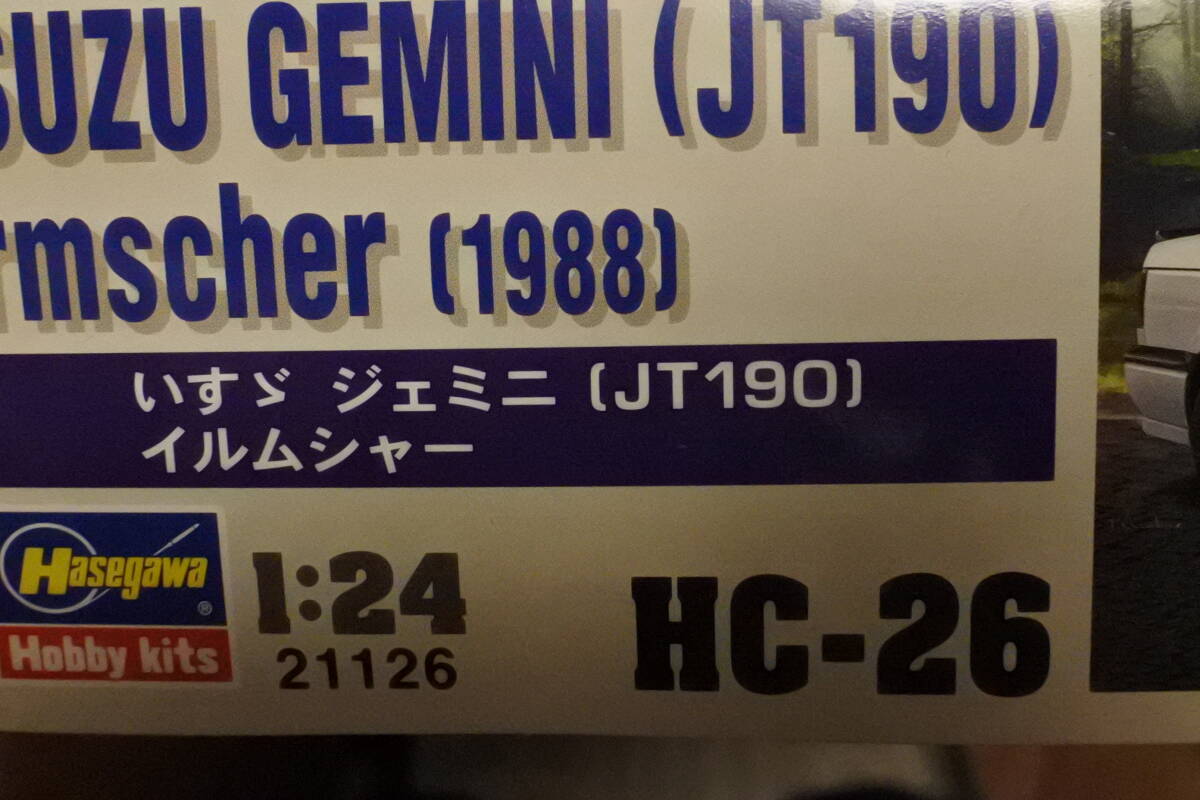 SUZU GEMINI (JT190)
rmscher (1988)
いすゞ ジェミニ (JT190)
イルムシャー
Hasegawa®
Hobby kits
1:24
21126
HC-26